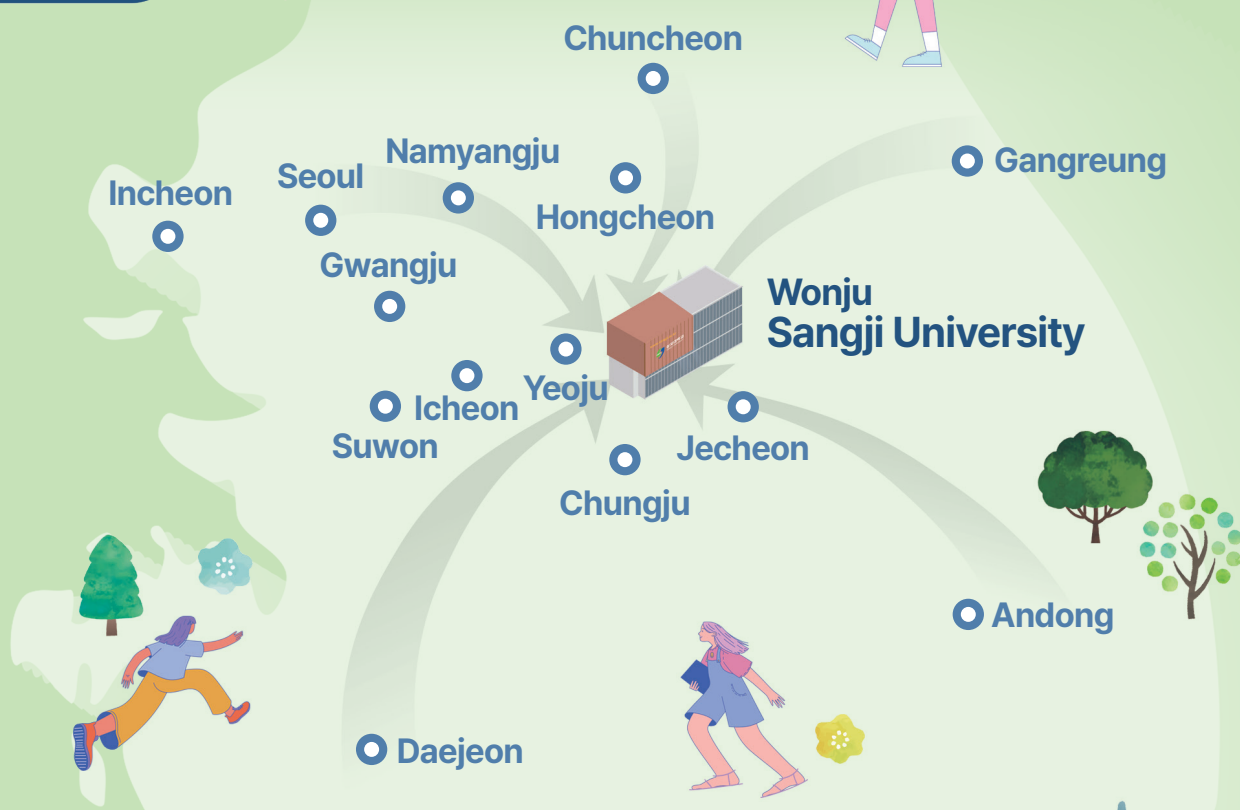 Chuncheon
Namyangju
Gangreung
Seoul
Incheon
Hongcheon
Gwangju
Wonju
Sangji University
Yeoju
Icheon
Suwon
Jecheon
Chungju
Andong
Daejeon